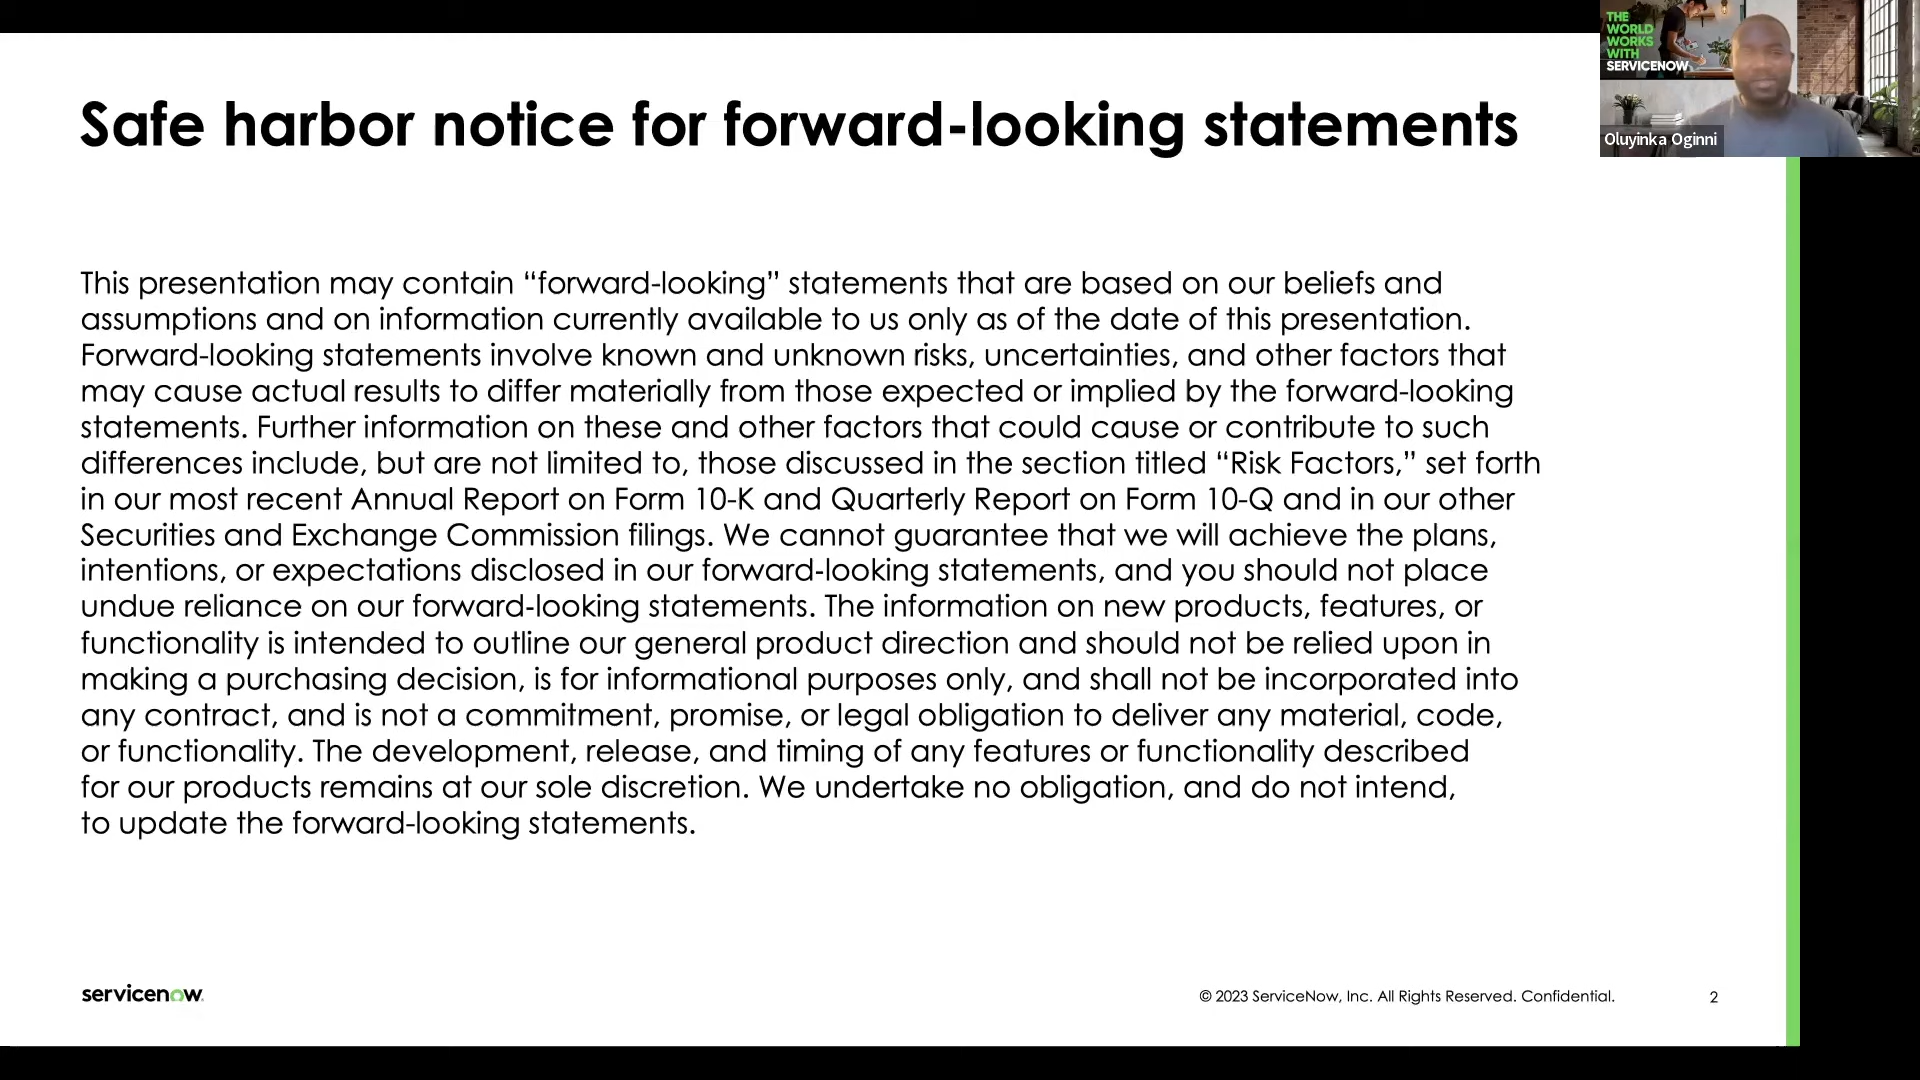 Safe harbor notice for forward-looking statements
THE
WORLD
WORKS
WITH
SERVICENOW
Oluyinka Oginni
This presentation may contain “forward-looking” statements that are based on our beliefs and
assumptions and on information currently available to us only as of the date of this presentation.
Forward-looking statements involve known and unknown risks, uncertainties, and other factors that
may cause actual results to differ materially from those expected or implied by the forward-looking
statements. Further information on these and other factors that could cause or contribute to such
differences include, but are not limited to, those discussed in the section titled “Risk Factors,” set forth
in our most recent Annual Report on Form 10-K and Quarterly Report on Form 10-Q and in our other
Securities and Exchange Commission filings. We cannot guarantee that we will achieve the plans,
intentions, or expectations disclosed in our forward-looking statements, and you should not place
undue reliance on our forward-looking statements. The information on new products, features, or
functionality is intended to outline our general product direction and should not be relied upon in
making a purchasing decision, is for informational purposes only, and shall not be incorporated into
any contract, and is not a commitment, promise, or legal obligation to deliver any material, code,
or functionality. The development, release, and timing of any features or functionality described
for our products remains at our sole discretion. We undertake no obligation, and do not intend,
to update the forward-looking statements.
servicenow.
© 2023 ServiceNow, Inc. All Rights Reserved. Confidential.
2